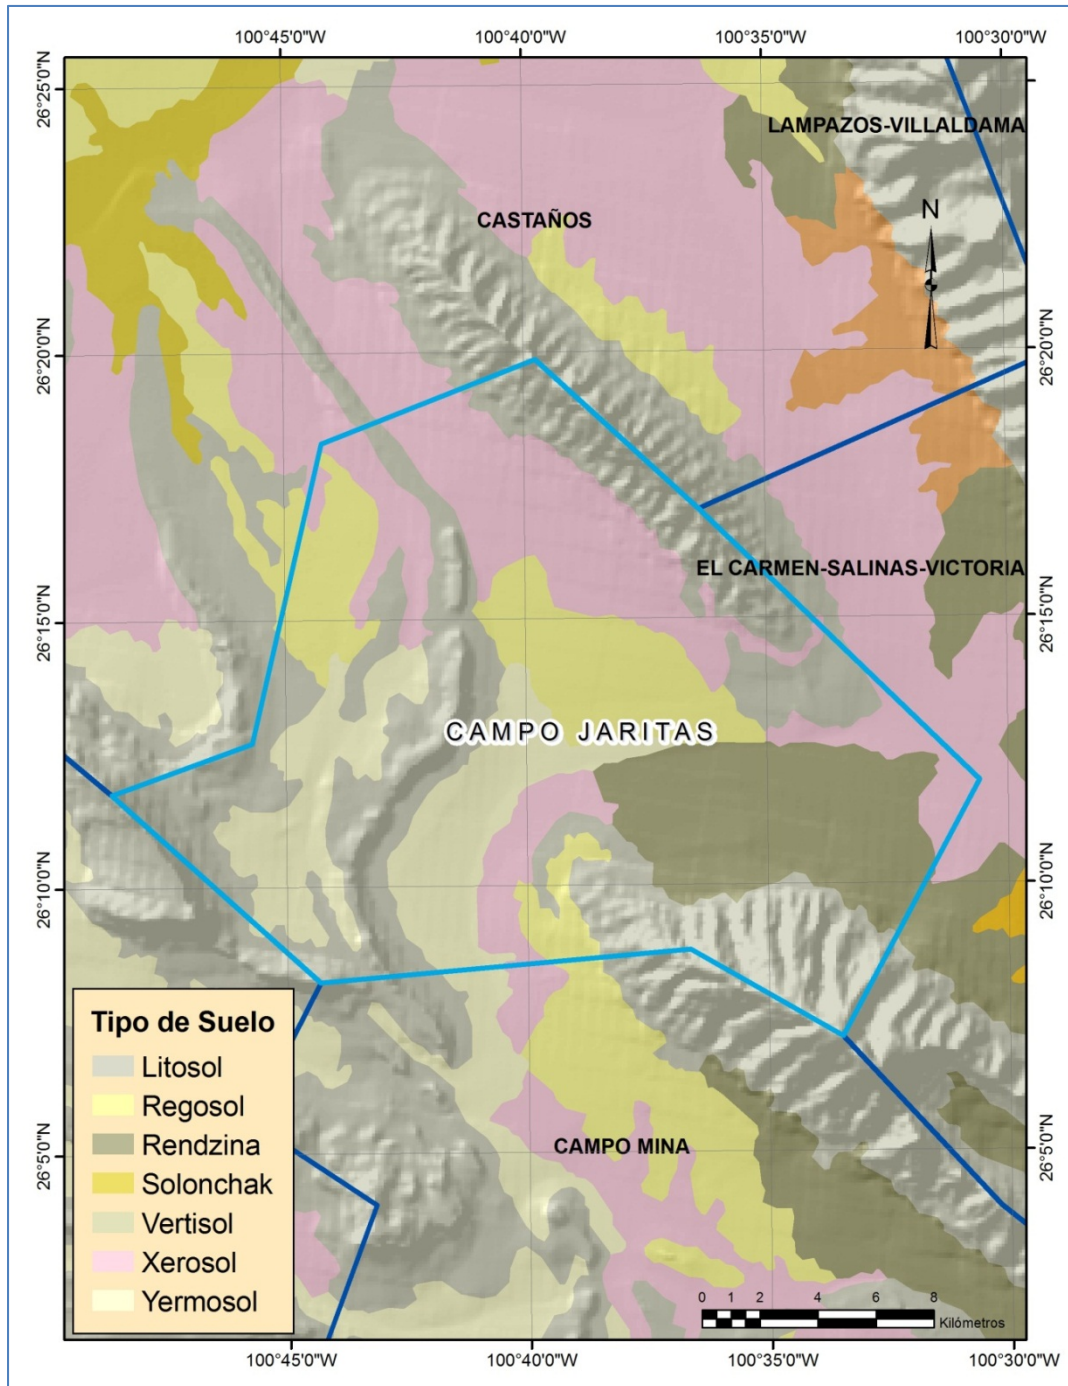 100°45'0"W 100°40'0"W 100°35'0"W 100°30'0"W
26°25'0"N
LAMPAZOS-VILLALDAMA
CASTAÑOS
N
26°20'0"N 26°20'0"N
EL CARMEN-SALINAS-VICTORIA
26°15'0"N 26°15'0"N
CAMPO JARITAS
26°10'0"N 26°10'0"N
26°5'0"N 26°5'0"N
CAMPO MINA
Tipo de Suelo
Litosol
Regosol
Rendzina
Solonchak
Vertisol
Xerosol
Yermosol
0 1 2 4 6 8
Kilómetros
100°45'0"W 100°40'0"W 100°35'0"W 100°30'0"W